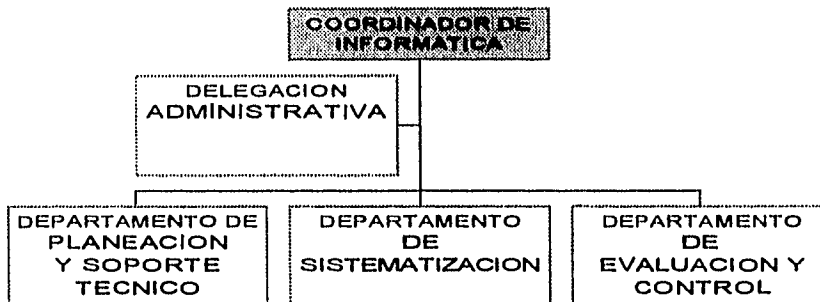 COORDINADOR DE
INFORMATICA
DELEGACION
ADMINISTRATIVA
DEPARTAMENTO DE
PLANEACION
Y SOPORTE
TECNICO
DEPARTAMENTO
DE
SISTEMATIZACION
DEPARTAMENTO
DE
EVALUACION Y
CONTROL